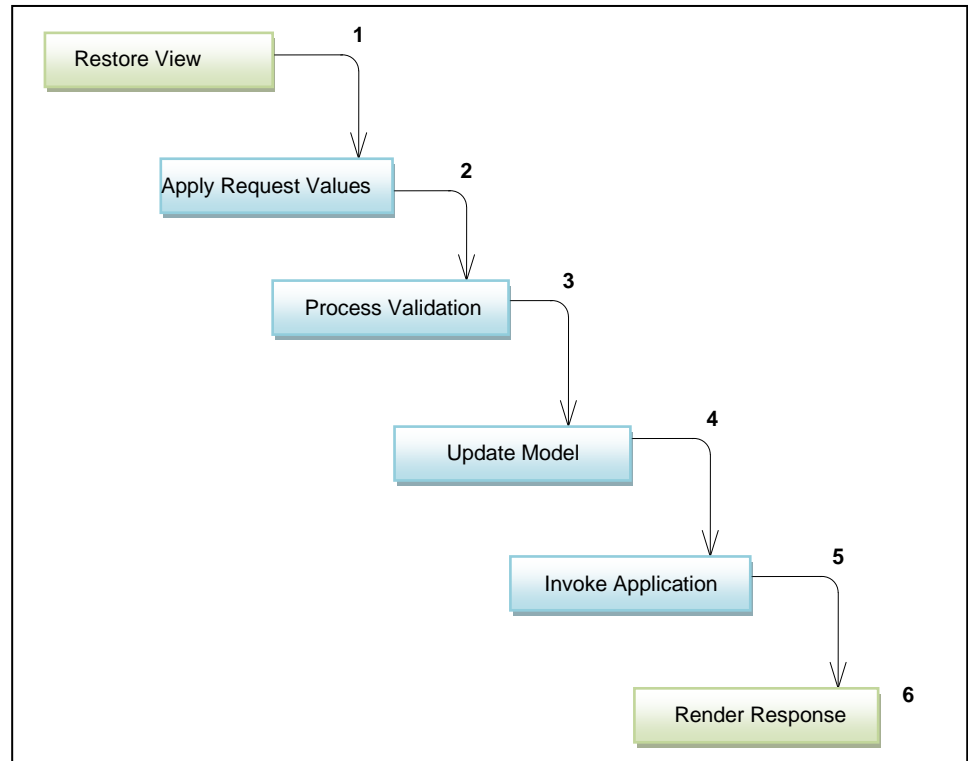 1
Restore View
2
Apply Request Values
3
Process Validation
4
Update Model
5
Invoke Application
6
Render Response